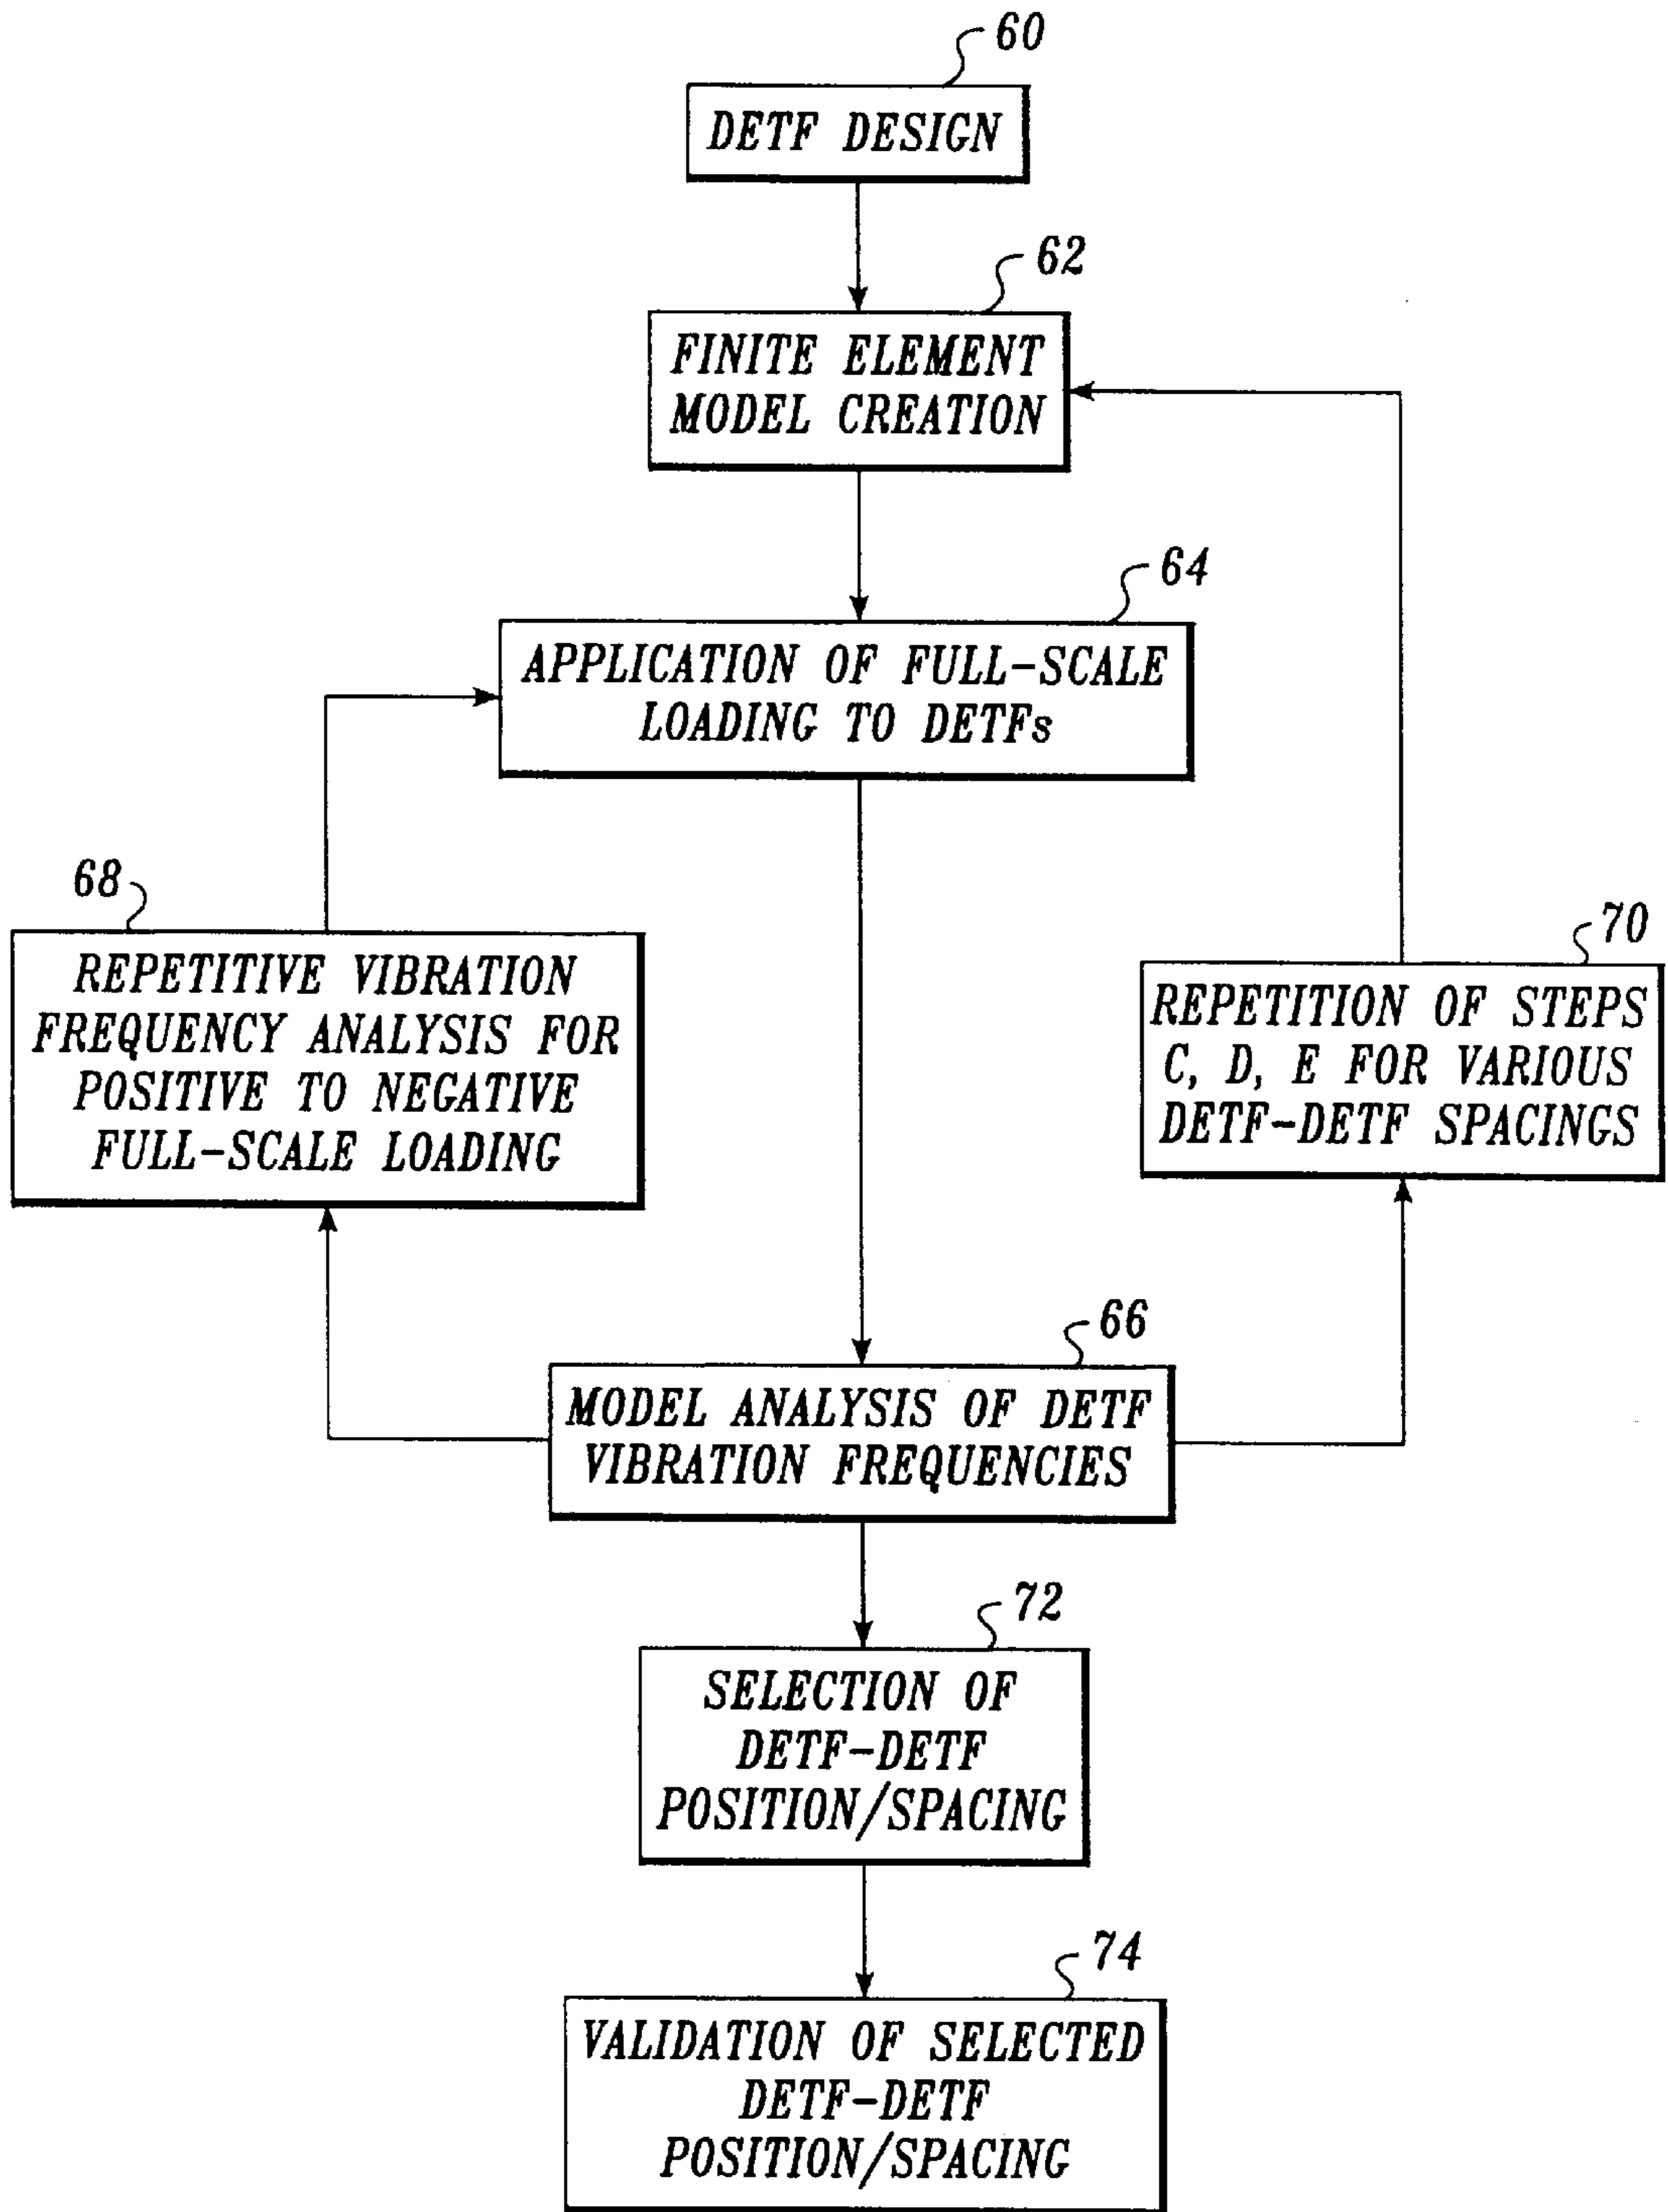 60
DETF DESIGN
62
FINITE ELEMENT
MODEL CREATION
64
APPLICATION OF FULL-SCALE
LOADING TO DETFs
68
REPETITIVE VIBRATION
FREQUENCY ANALYSIS FOR
POSITIVE TO NEGATIVE
FULL-SCALE LOADING
70
REPETITION OF STEPS
C, D, E FOR VARIOUS
DETF-DETF SPACINGS
66
MODEL ANALYSIS OF DETF
VIBRATION FREQUENCIES
72
SELECTION OF
DETF-DETF
POSITION/SPACING
74
VALIDATION OF SELECTED
DETF-DETF
POSITION/SPACING